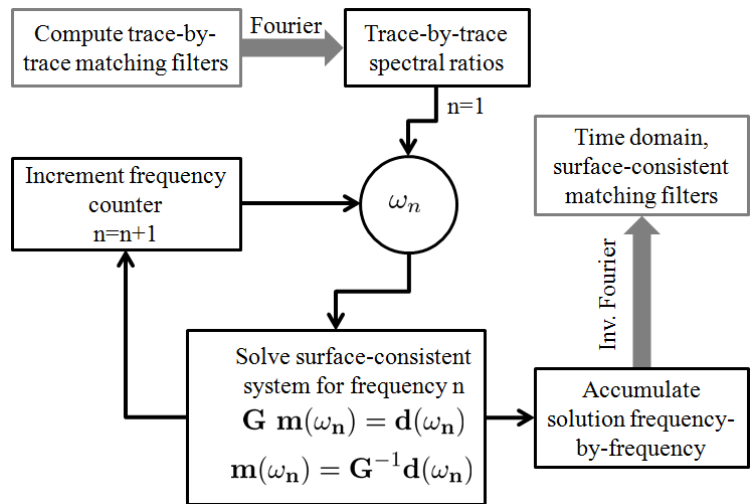 Compute trace-by-
trace matching filters
Fourier
Trace-by-trace
spectral ratios
n=1
Time domain,
surface-consistent
matching filters
Increment frequency
counter
n=n+1
ωₙ
Inv. Fourier
Solve surface-consistent
system for frequency n
G m(ωₙ) = d(ωₙ)
m(ωₙ) = G⁻¹d(ωₙ)
Accumulate
solution frequency-
by-frequency